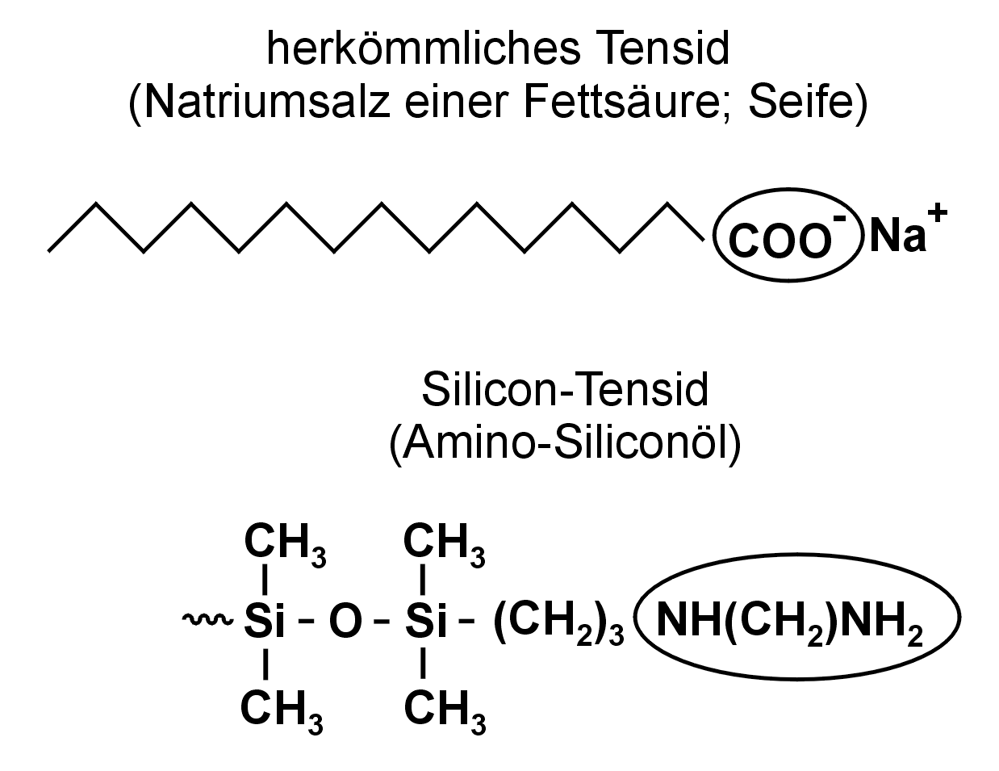 herkömmliches Tensid
(Natriumsalz einer Fettsäure; Seife)
COO⁻ Na⁺
Silicon-Tensid
(Amino-Siliconöl)
CH₃ CH₃
Si - O - Si - (CH₂)₃ NH(CH₂)NH₂
CH₃ CH₃